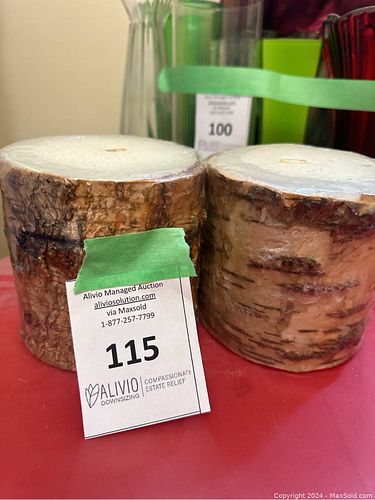 100
Alivio Managed Auction
aliviosolution.com
via Maxsold
1-877-257-7799
115
ALIVIO
DOWNSIZING
COMPASSIONATE
ESTATE RELIEF
Copyright 2024 - MaxSold.com